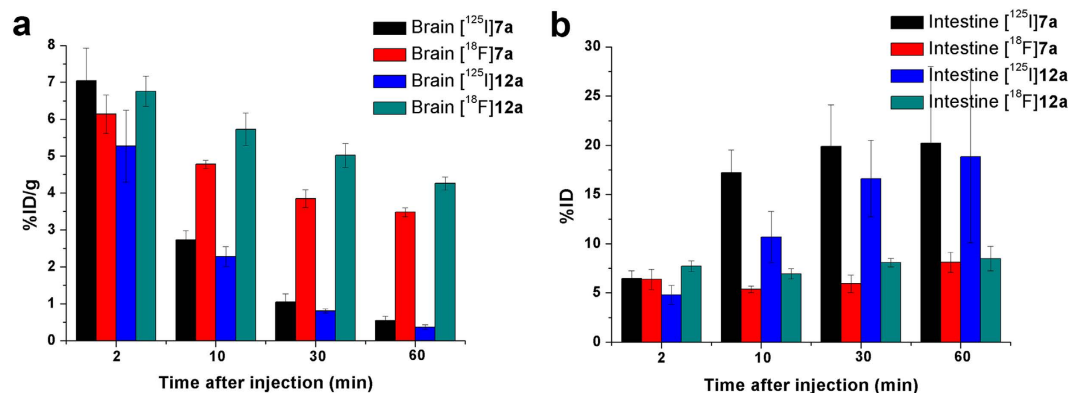 a
Brain [¹²⁵I]7a
Brain [¹⁸F]7a
Brain [¹²⁵I]12a
Brain [¹⁸F]12a
8
7
6
5
4
3
2
1
0
%ID/g
2 10 30 60
Time after injection (min)
b
Intestine [¹²⁵I]7a
Intestine [¹⁸F]7a
Intestine [¹²⁵I]12a
Intestine [¹⁸F]12a
30
25
20
15
10
5
0
%ID
2 10 30 60
Time after injection (min)